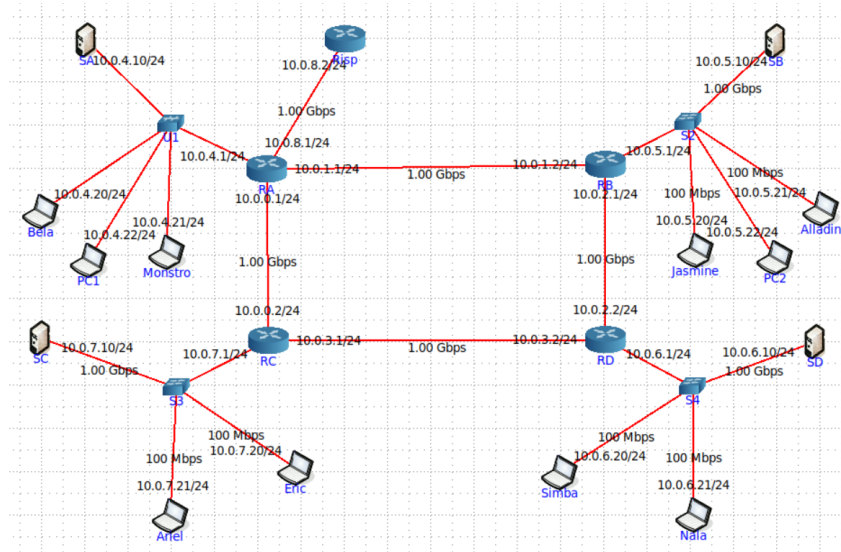 SA
10.0.4.10/24
Risp
10.0.8.2/24
10.0.5.10/24
SB
1.00 Gbps
1.00 Gbps
S2
10.0.8.1/24
10.0.4.1/24
10.0.5.1/24
RA
10.0.1.1/24
1.00 Gbps
10.0.1.2/24
RB
100 Mbps
10.0.4.20/24
10.0.0.1/24
10.0.2.1/24
100 Mbps
10.0.5.21/24
Bela
10.0.4.21/24
10.0.5.20/24
Alladin
10.0.4.22/24
10.0.5.22/24
PC1
Monstro
1.00 Gbps
1.00 Gbps
Jasmine
PC2
10.0.0.2/24
10.0.2.2/24
SC
10.0.7.10/24
10.0.7.1/24
RC
10.0.3.1/24
1.00 Gbps
10.0.3.2/24
RD
10.0.6.1/24
10.0.6.10/24
SD
1.00 Gbps
1.00 Gbps
S3
S4
100 Mbps
100 Mbps
10.0.7.20/24
10.0.6.20/24
100 Mbps
100 Mbps
Eric
Simba
10.0.7.21/24
10.0.6.21/24
Ariel
Nala